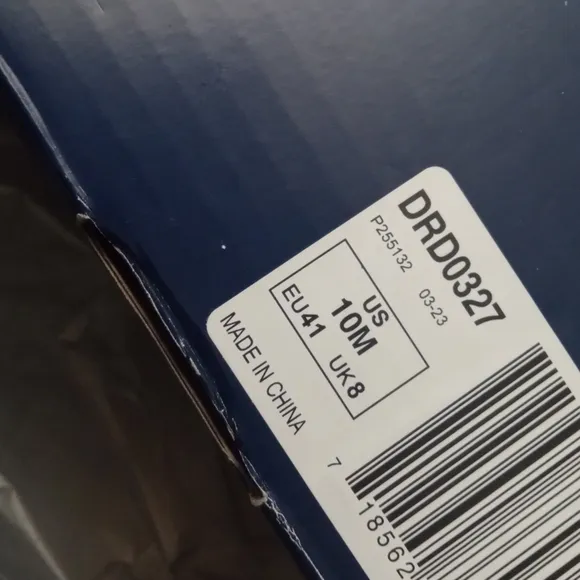 DRD0327
P255132 03-23
US
10M
EU41 UK8
MADE IN CHINA
7 18562